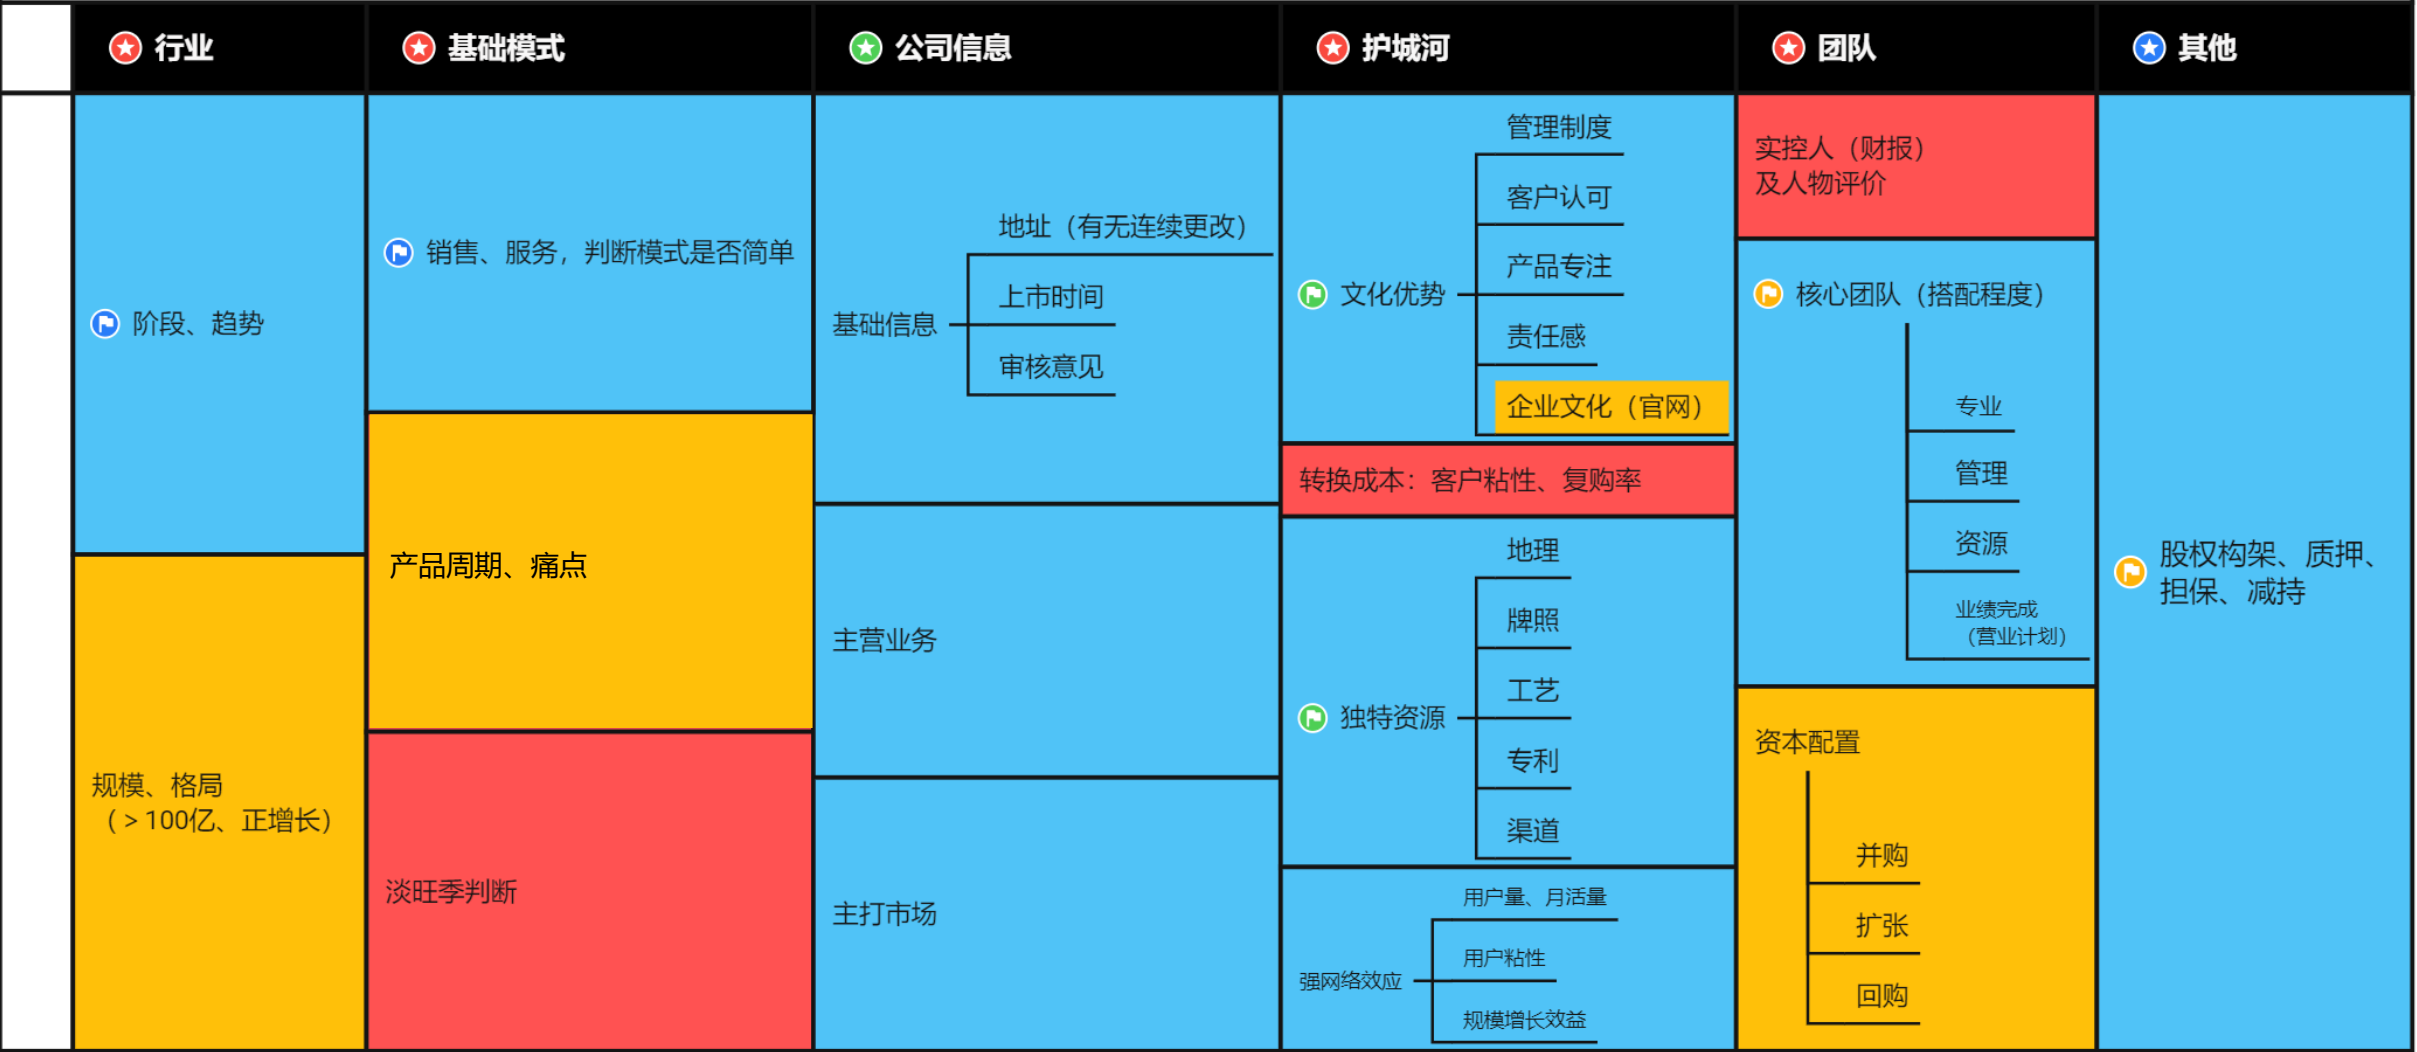 行业
基础模式
公司信息
护城河
团队
其他
阶段、趋势
规模、格局
（＞100亿、正增长）
销售、服务，判断模式是否简单
产品周期、痛点
淡旺季判断
基础信息
地址（有无连续更改）
上市时间
审核意见
主营业务
主打市场
文化优势
管理制度
客户认可
产品专注
责任感
企业文化（官网）
转换成本：客户粘性、复购率
独特资源
地理
牌照
工艺
专利
渠道
强网络效应
用户量、月活量
用户粘性
规模增长效益
实控人（财报）
及人物评价
核心团队（搭配程度）
专业
管理
资源
业绩完成
（营业计划）
资本配置
并购
扩张
回购
股权构架、质押、
担保、减持